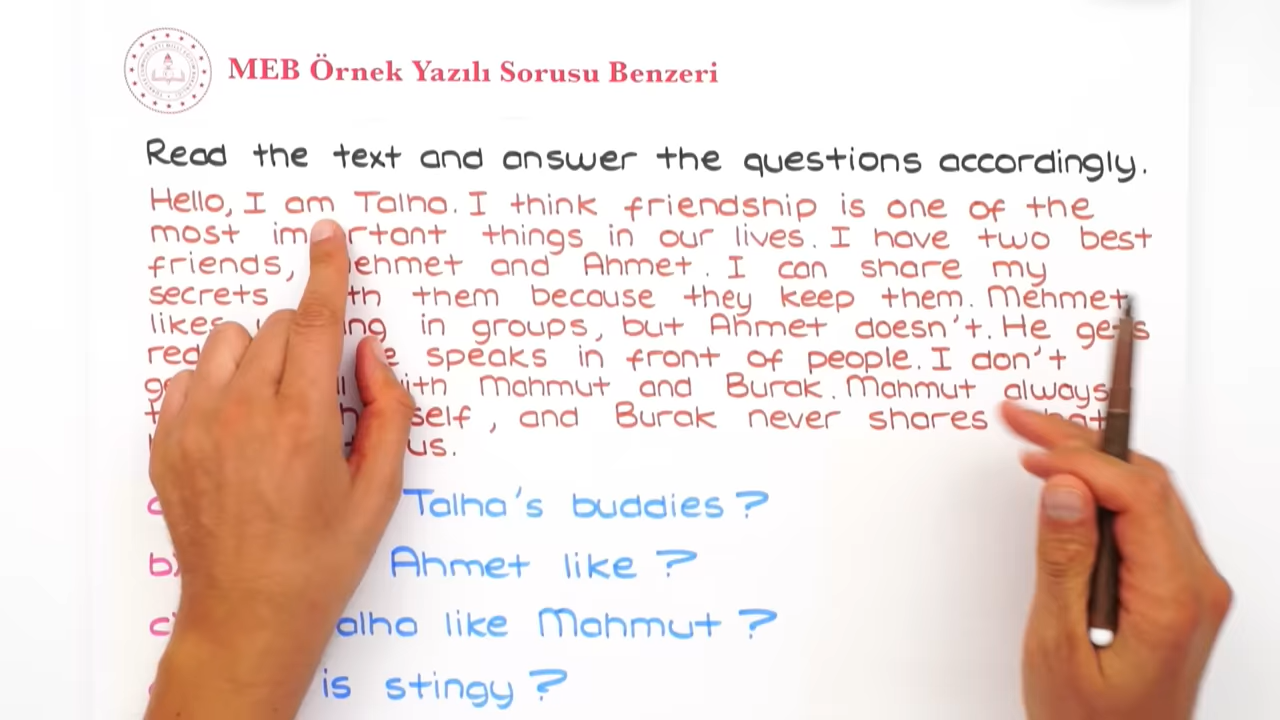 MEB Örnek Yazılı Sorusu Benzeri
Read the text and answer the questions accordingly.
Hello, I am Talha. I think friendship is one of the
most important things in our lives. I have two best
friends, Mehmet and Ahmet. I can share my
secrets them because they keep them. Mehmet
likes in groups, but Ahmet doesn't. He gets
red speaks in front of people. I don't
with Mahmut and Burak. Mahmut always
, and Burak never shares
us.
Talha's buddies?
b) Ahmet like?
c) Talha like Mahmut?
is stingy?